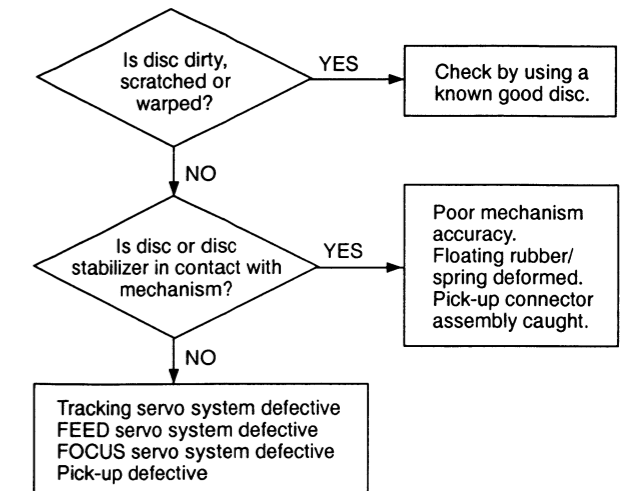 Is disc dirty,
scratched or
warped?
YES
Check by using a
known good disc.
NO
Is disc or disc
stabilizer in contact with
mechanism?
YES
Poor mechanism
accuracy.
Floating rubber/
spring deformed.
Pick-up connector
assembly caught.
NO
Tracking servo system defective
FEED servo system defective
FOCUS servo system defective
Pick-up defective